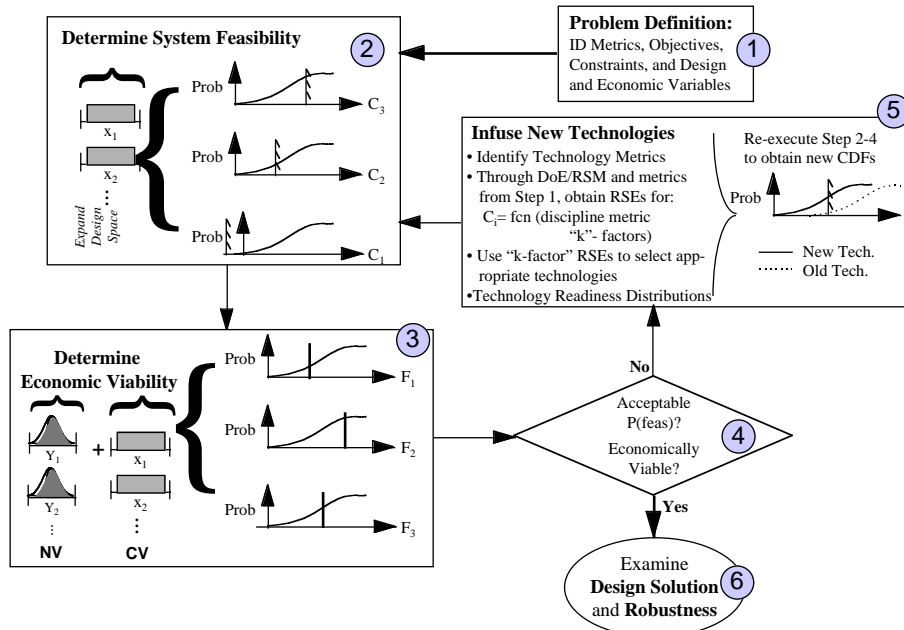 Problem Definition:
ID Metrics, Objectives,
Constraints, and Design
and Economic Variables
1
Determine System Feasibility
2
x1
x2
...
Expand
Design
Space
Prob
C3
Prob
C2
Prob
C1
Determine
Economic Viability
3
Y1
+
x1
Y2
x2
...
...
NV
CV
Prob
F1
Prob
F2
Prob
F3
Acceptable
P(feas)?
Economically
Viable?
4
No
Yes
5
Infuse New Technologies
• Identify Technology Metrics
• Through DoE/RSM and metrics
from Step 1, obtain RSEs for:
Ci= fcn (discipline metric
“k”- factors)
• Use “k-factor” RSEs to select app-
ropriate technologies
•Technology Readiness Distributions
Re-execute Step 2-4
to obtain new CDFs
Prob
New Tech.
Old Tech.
Examine
Design Solution
and Robustness
6